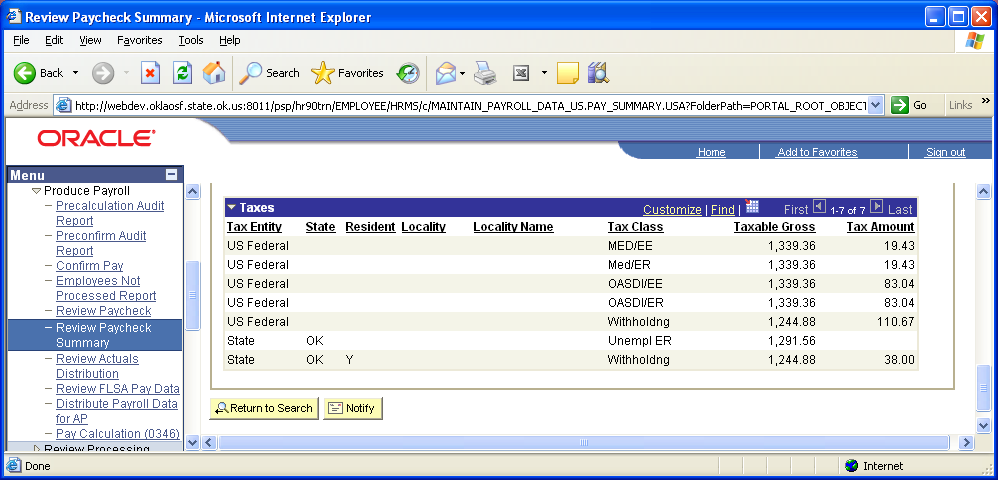 Review Paycheck Summary - Microsoft Internet Explorer
File Edit View Favorites Tools Help
Back Search Favorites
Address http://webdev.oklaosf.state.ok.us:8011/psp/hr90trn/EMPLOYEE/HRMS/c/MAINTAIN_PAYROLL_DATA_US.PAY_SUMMARY.USA?FolderPath=PORTAL_ROOT_OBJECT Go Links »
ORACLE®
Home Add to Favorites Sign out
Menu
Produce Payroll
Precalculation Audit
Report
Preconfirm Audit
Report
Confirm Pay
Employees Not
Processed Report
Review Paycheck
Review Paycheck
Summary
Review Actuals
Distribution
Review FLSA Pay Data
Distribute Payroll Data
for AP
Pay Calculation (0346)
Review Processing
Taxes Customize | Find | First 1-7 of 7 Last
Tax Entity State Resident Locality Locality Name Tax Class Taxable Gross Tax Amount
US Federal MED/EE 1,339.36 19.43
US Federal Med/ER 1,339.36 19.43
US Federal OASDI/EE 1,339.36 83.04
US Federal OASDI/ER 1,339.36 83.04
US Federal Withholdng 1,244.88 110.67
State OK Unempl ER 1,291.56
State OK Y Withholdng 1,244.88 38.00
Return to Search Notify
Done Internet